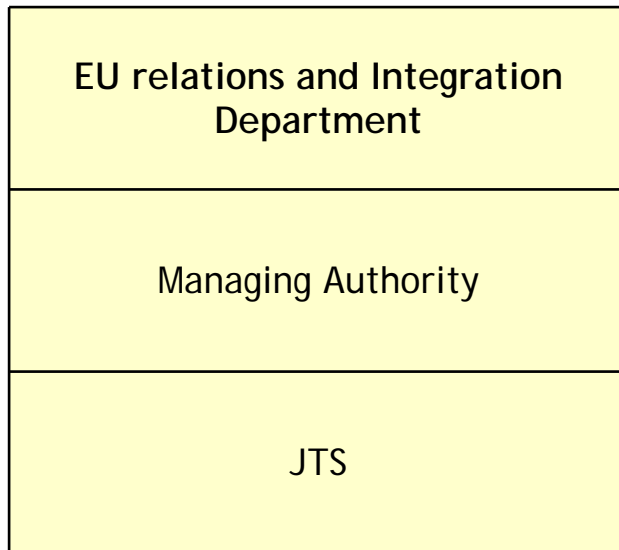 EU relations and Integration
Department
Managing Authority
JTS